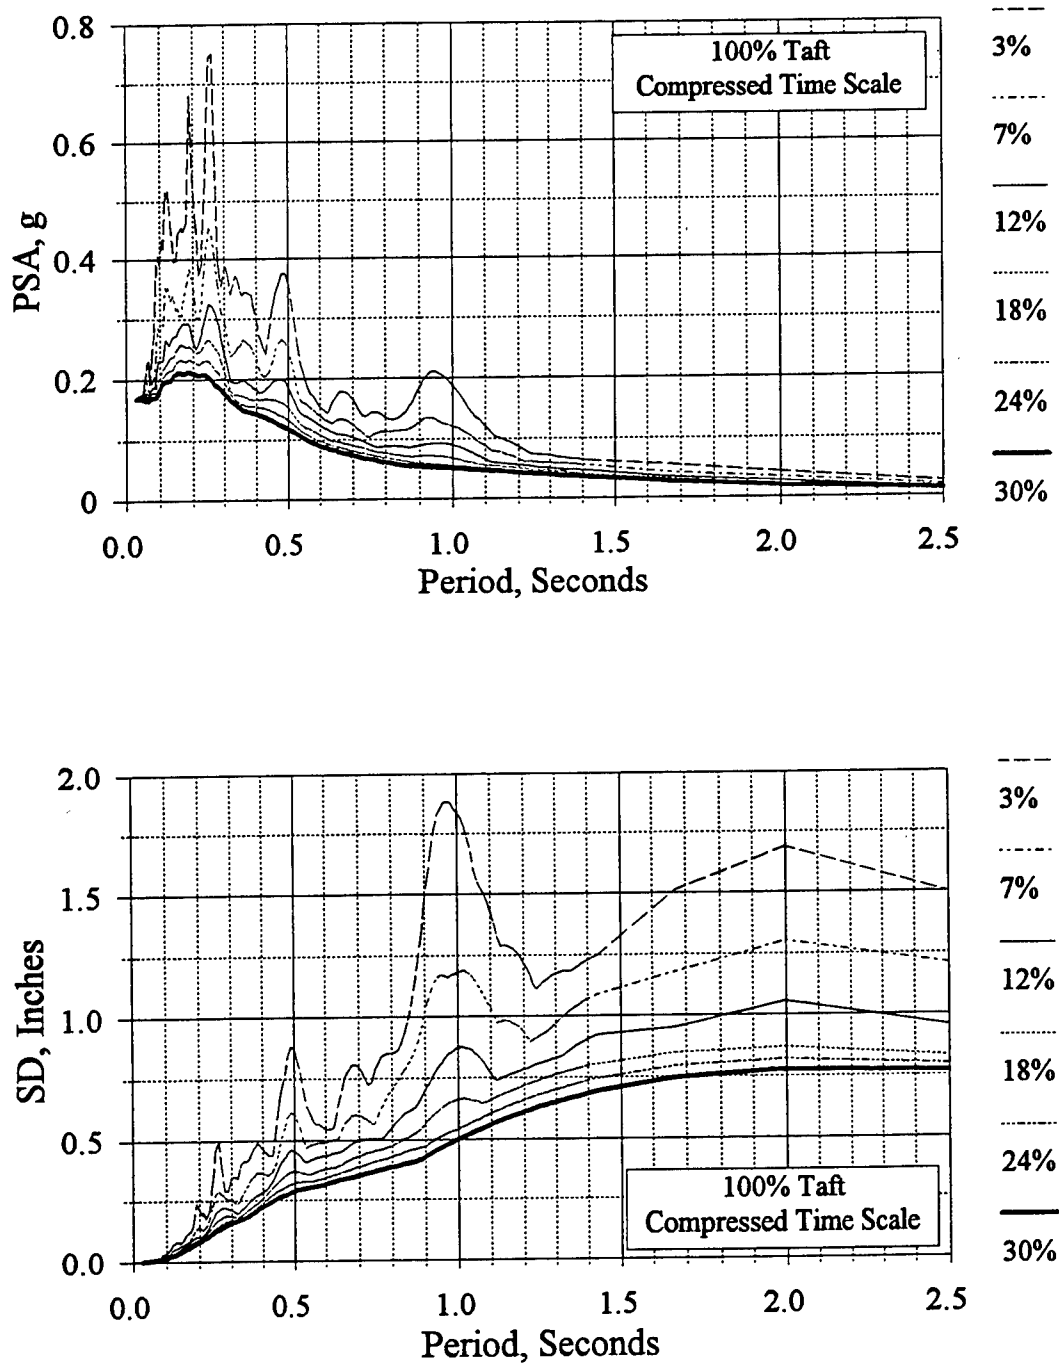 0.8
0.6
0.4
0.2
0
PSA, g
100% Taft
Compressed Time Scale
0.0 0.5 1.0 1.5 2.0 2.5
Period, Seconds
3%
7%
12%
18%
24%
30%
2.0
1.5
1.0
0.5
0.0
SD, Inches
100% Taft
Compressed Time Scale
0.0 0.5 1.0 1.5 2.0 2.5
Period, Seconds
3%
7%
12%
18%
24%
30%